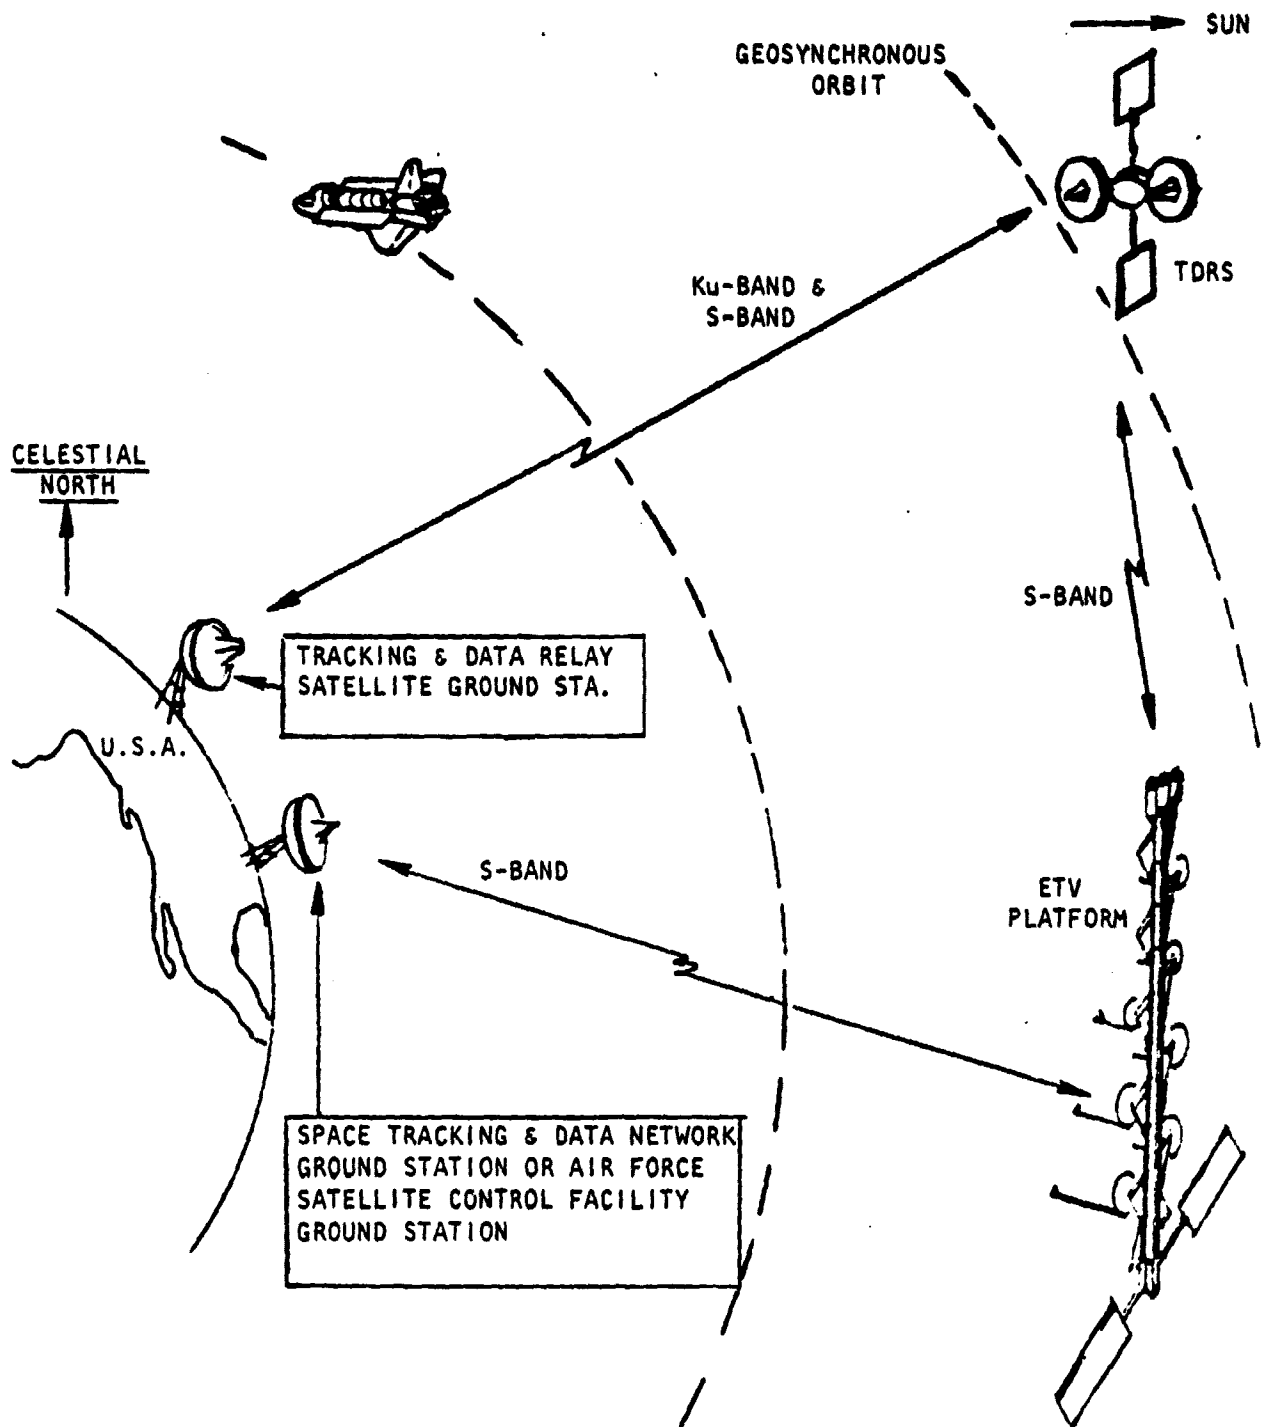 SUN
GEOSYNCHRONOUS
ORBIT
TDRS
Ku-BAND &
S-BAND
CELESTIAL
NORTH
S-BAND
TRACKING & DATA RELAY
SATELLITE GROUND STA.
U.S.A.
S-BAND
ETV
PLATFORM
SPACE TRACKING & DATA NETWORK
GROUND STATION OR AIR FORCE
SATELLITE CONTROL FACILITY
GROUND STATION